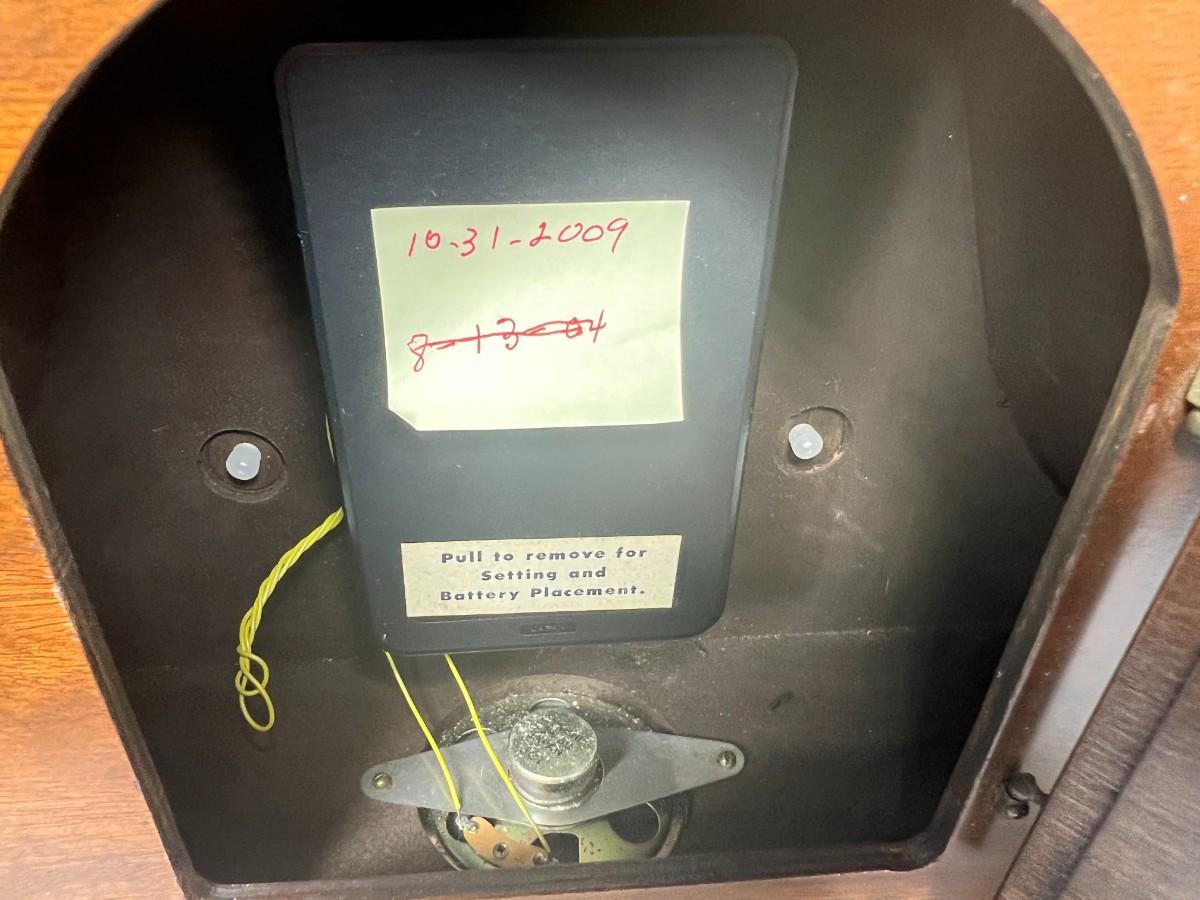 10-31-2009
8-13-04
Pull to remove for
Setting and
Battery Placement.